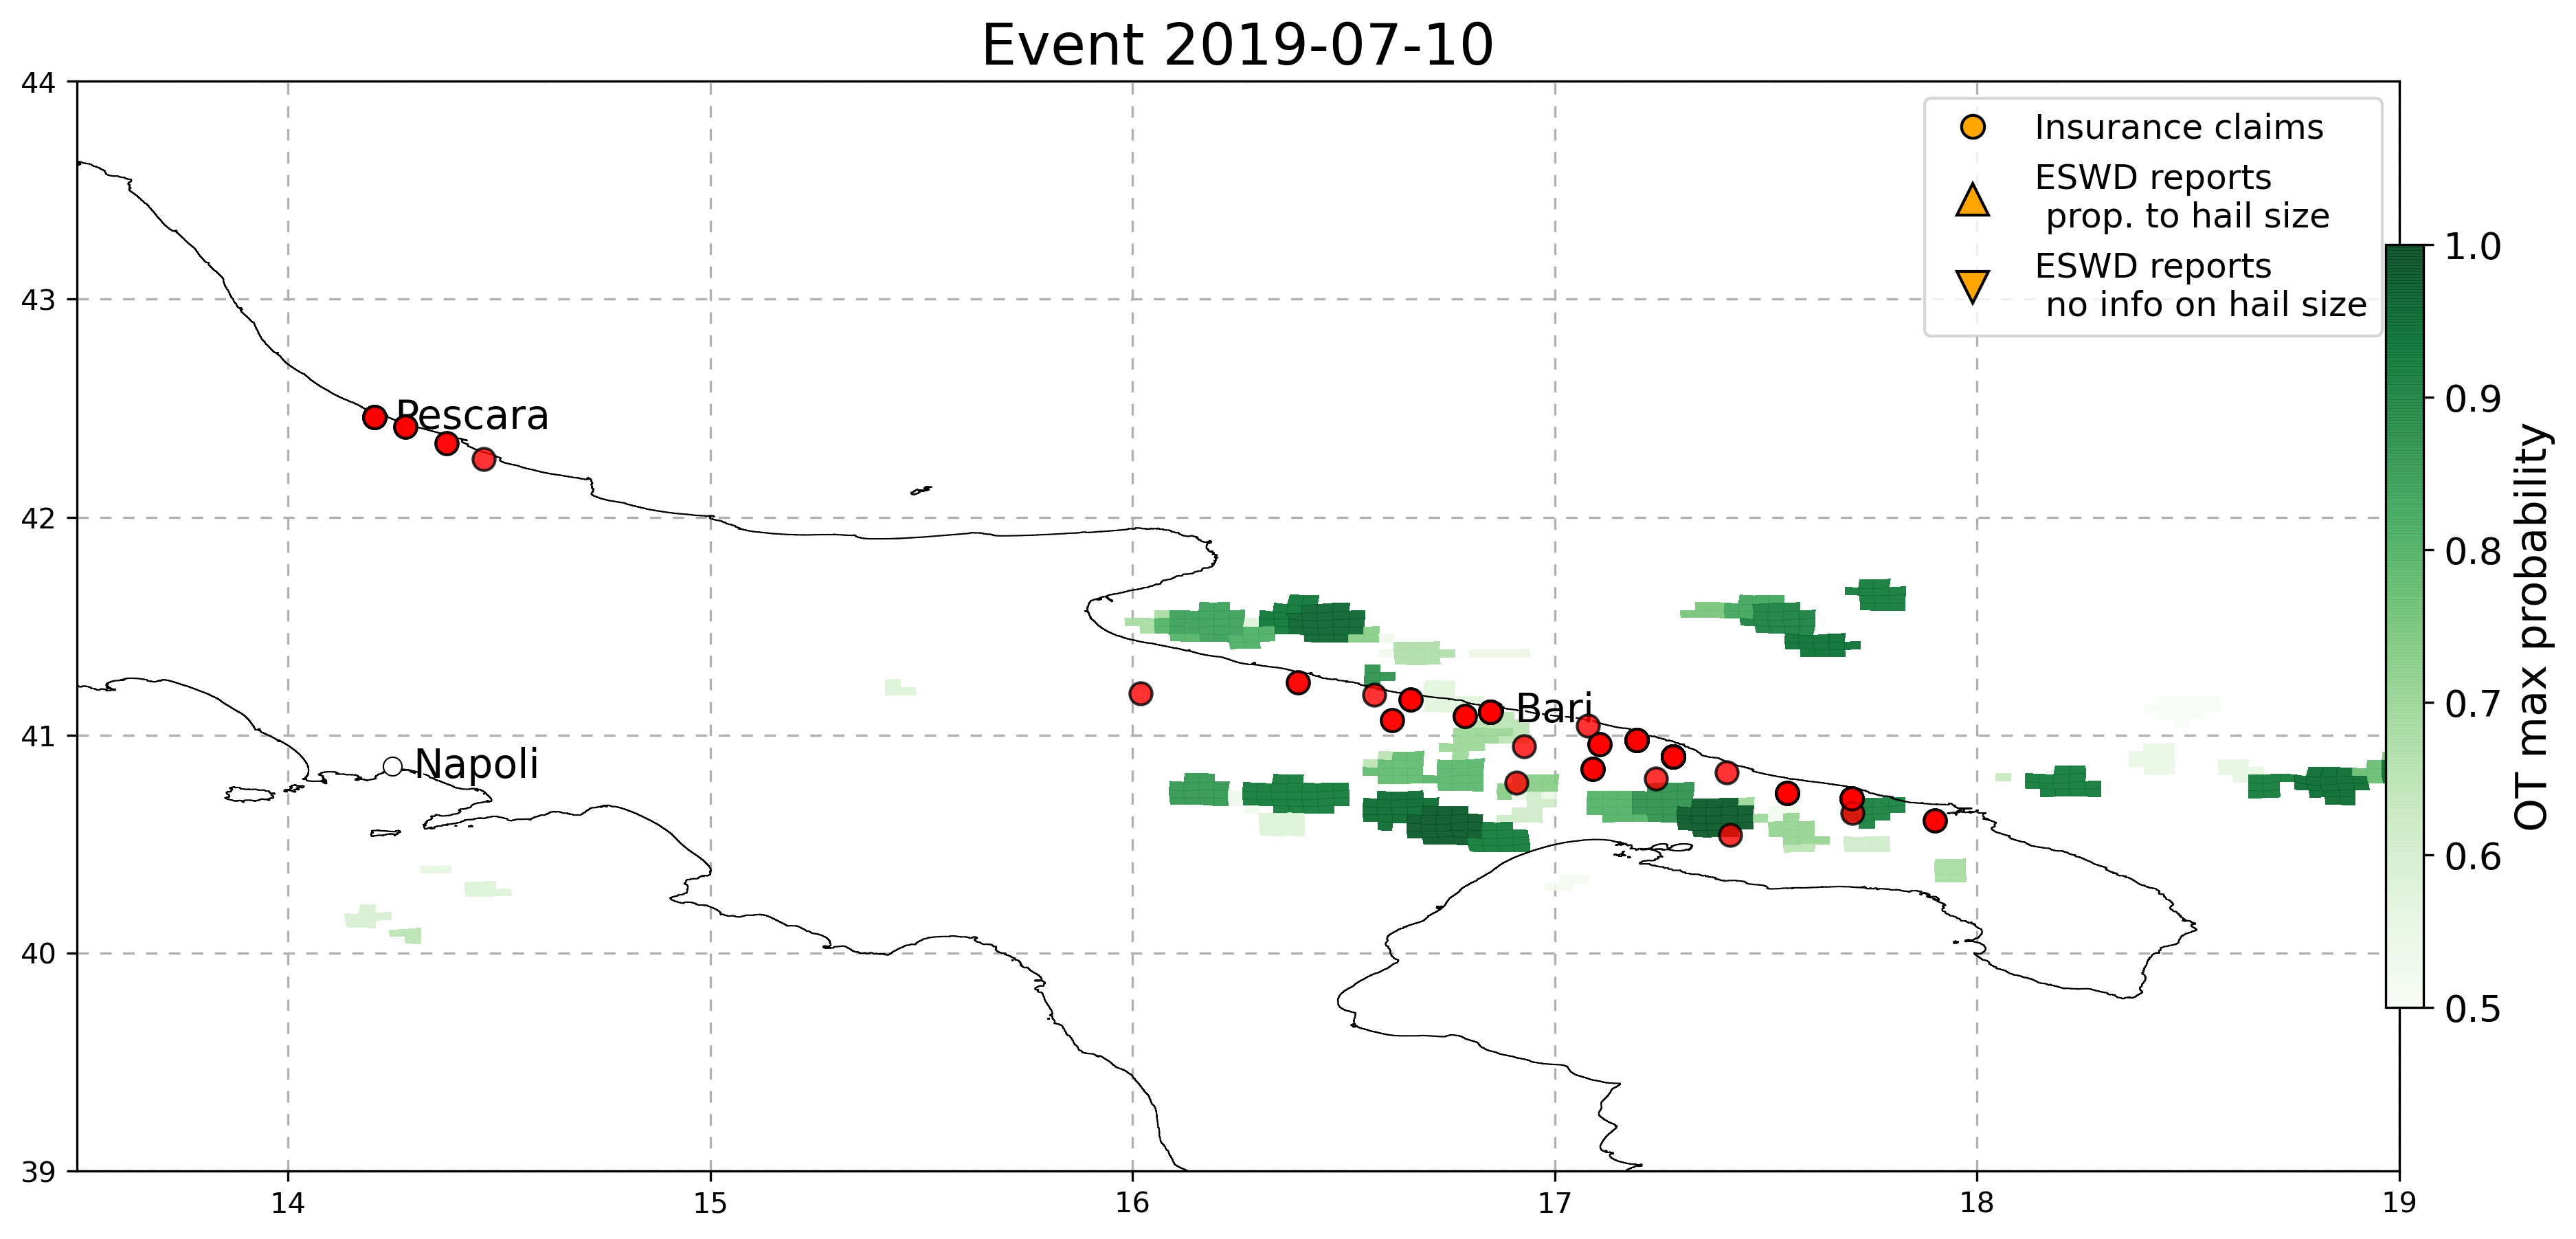 Event 2019-07-10
44
43
42
41
40
39
14
15
16
17
18
19
Pescara
Napoli
Bari
Insurance claims
ESWD reports
prop. to hail size
ESWD reports
no info on hail size
1.0
0.9
0.8
0.7
0.6
0.5
OT max probability